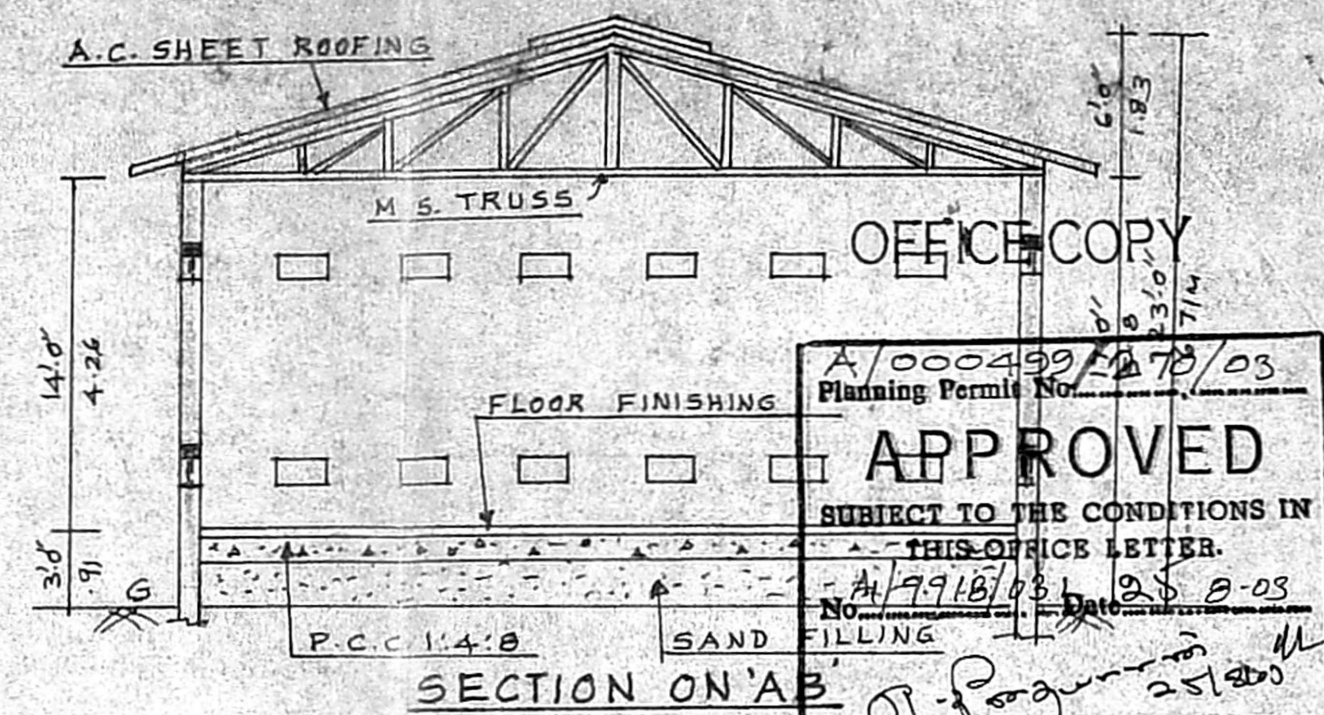 A.C. SHEET ROOFING
6'.0"
1.83
M S. TRUSS
OFFICE COPY
23'.0"
14'.0"
4.26
A/000499/
/03
Planning Permit No.
FLOOR FINISHING
APPROVED
SUBJECT TO THE CONDITIONS IN
THIS OFFICE LETTER.
3'.0"
.91
G
No. A/9918/03 Date 25 8-03
P.C.C 1:4:8
SAND FILLING
SECTION ON 'AB'